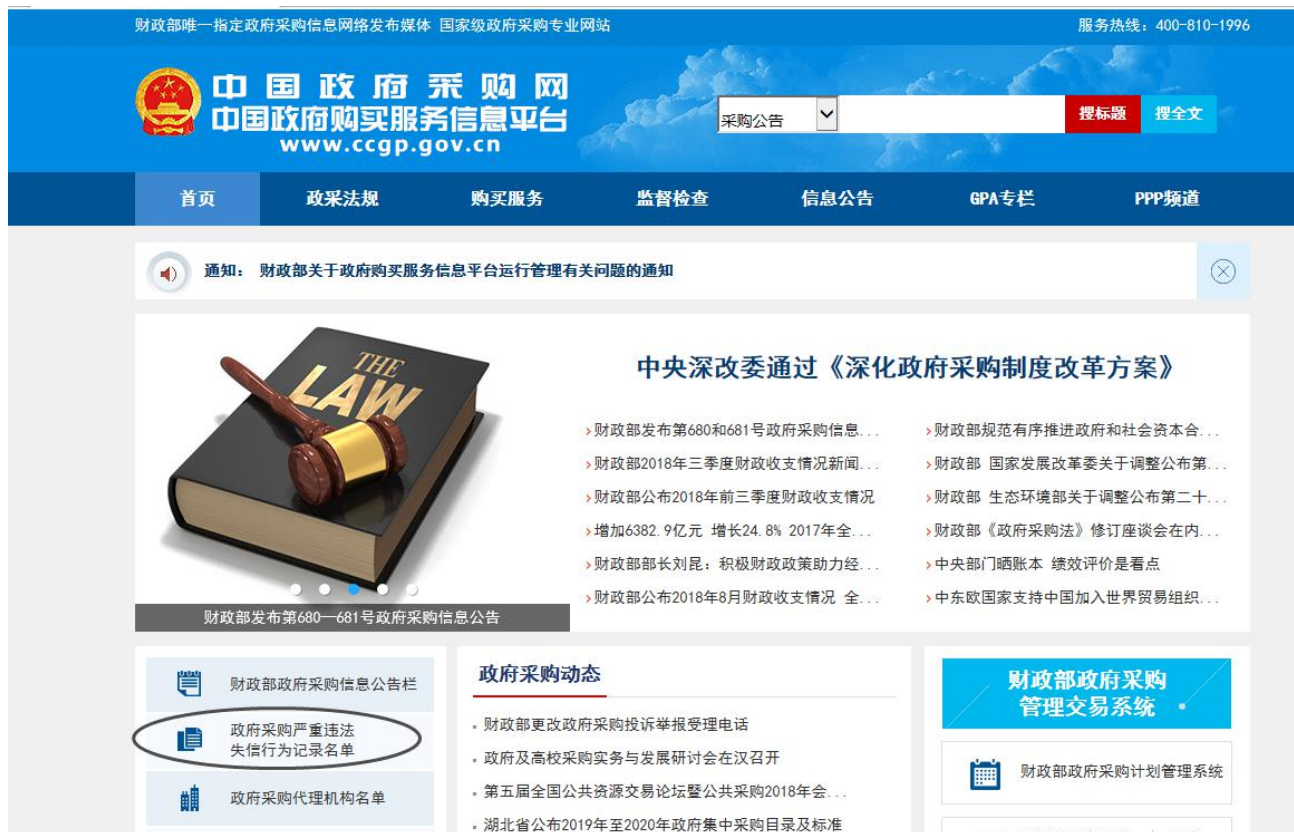 财政部唯一指定政府采购信息网络发布媒体 国家级政府采购专业网站
服务热线：400-810-1996
中国政府采购网
中国政府购买服务信息平台
www.ccgp.gov.cn
采购公告
搜标题
搜全文
首页
政采法规
购买服务
监督检查
信息公告
GPA专栏
PPP频道
通知： 财政部关于政府购买服务信息平台运行管理有关问题的通知
THE
LAW
财政部发布第680—681号政府采购信息公告
中央深改委通过《深化政府采购制度改革方案》
财政部发布第680和681号政府采购信息...
财政部2018年三季度财政收支情况新闻...
财政部公布2018年前三季度财政收支情况
增加6382.9亿元 增长24.8% 2017年全...
财政部部长刘昆：积极财政政策助力经...
财政部公布2018年8月财政收支情况 全...
财政部规范有序推进政府和社会资本合...
财政部 国家发展改革委关于调整公布第...
财政部 生态环境部关于调整公布第二十...
财政部《政府采购法》修订座谈会在内...
中央部门晒账本 绩效评价是看点
中东欧国家支持中国加入世界贸易组织...
财政部政府采购信息公告栏
政府采购严重违法
失信行为记录名单
政府采购代理机构名单
政府采购动态
财政部更改政府采购投诉举报受理电话
政府及高校采购实务与发展研讨会在汉召开
第五届全国公共资源交易论坛暨公共采购2018年会...
湖北省公布2019年至2020年政府集中采购目录及标准
财政部政府采购
管理交易系统
财政部政府采购计划管理系统